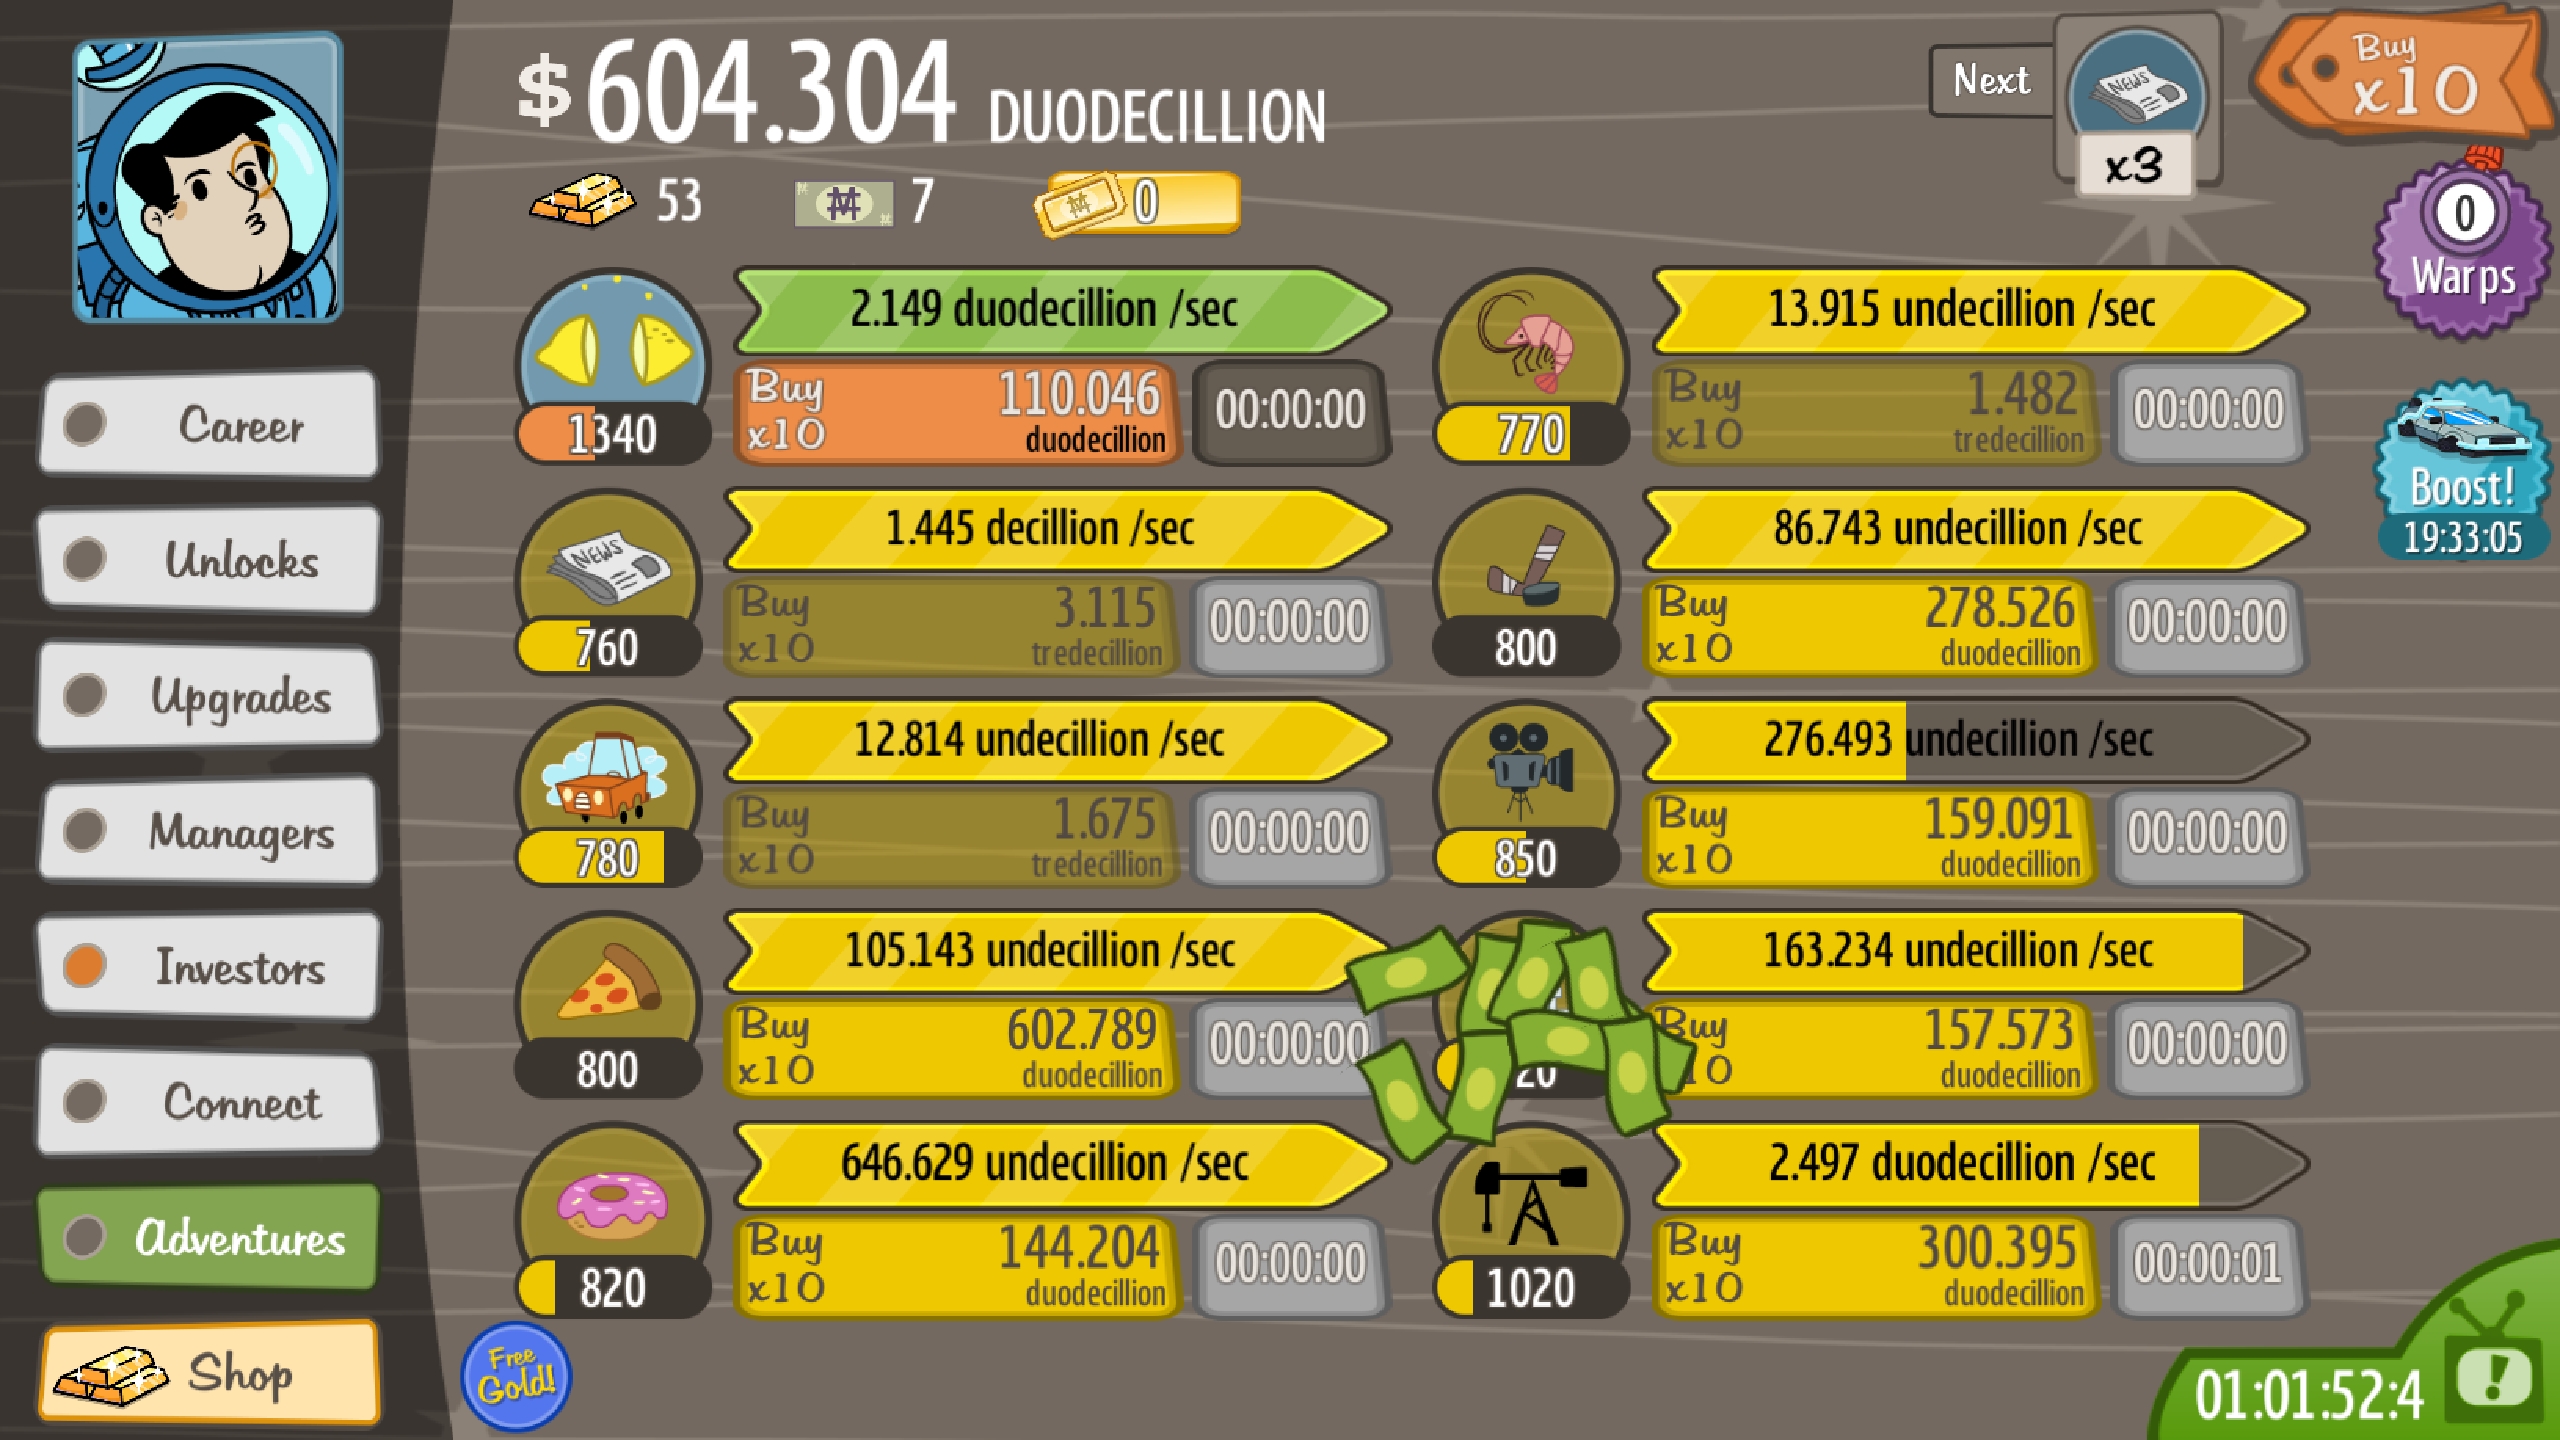 $604.304 DUODECILLION
53
7
0
Next
NEWS
x3
Buy
x10
0
Warps
Boost!
19:33:05
Career
Unlocks
Upgrades
Managers
Investors
Connect
Adventures
Shop
2.149 duodecillion /sec
1340
Buy x10
110.046 duodecillion
00:00:00
13.915 undecillion /sec
770
Buy x10
1.482 tredecillion
00:00:00
NEWS
1.445 decillion /sec
760
Buy x10
3.115 tredecillion
00:00:00
86.743 undecillion /sec
800
Buy x10
278.526 duodecillion
00:00:00
12.814 undecillion /sec
780
Buy x10
1.675 tredecillion
00:00:00
276.493 undecillion /sec
850
Buy x10
159.091 duodecillion
00:00:00
105.143 undecillion /sec
800
Buy x10
602.789 duodecillion
00:00:00
163.234 undecillion /sec
Buy
157.573 duodecillion
00:00:00
646.629 undecillion /sec
820
Buy x10
144.204 duodecillion
00:00:00
2.497 duodecillion /sec
1020
Buy x10
300.395 duodecillion
00:00:01
Free
Gold!
01:01:52:4
!